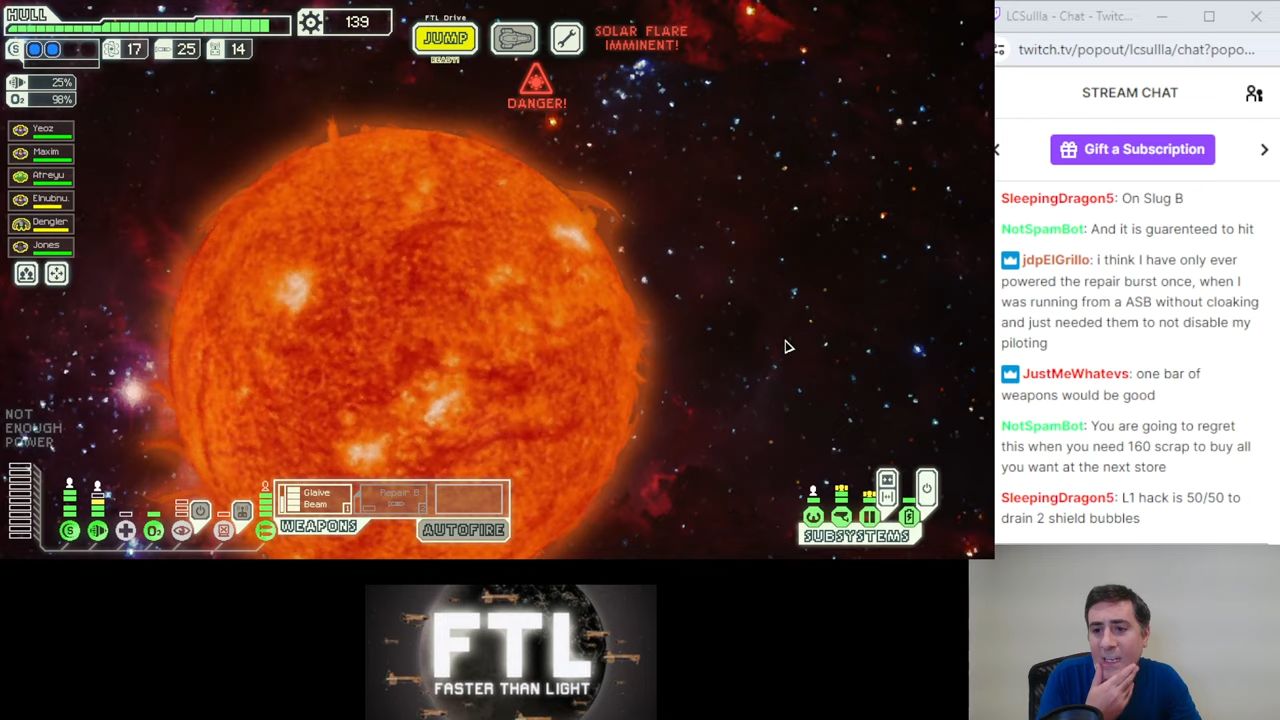 HULL
139
FTL Drive
JUMP
READY!
SOLAR FLARE
IMMINENT!
DANGER!
S
17
25
14
25%
O2
98%
Yeoz
Maxim
Atreyu
Elnubnu.
Dengler
Jones
NOT
ENOUGH
POWER
S
O2
Glaive
Beam
1
Repair B
2
WEAPONS
AUTOFIRE
SUBSYSTEMS
FTL
FASTER THAN LIGHT
LCSullla - Chat - Twitc...
twitch.tv/popout/lcsullla/chat?popo...
STREAM CHAT
Gift a Subscription
SleepingDragon5: On Slug B
NotSpamBot: And it is guarenteed to hit
jdpElGrillo: i think I have only ever
powered the repair burst once, when I
was running from a ASB without cloaking
and just needed them to not disable my
piloting
JustMeWhatevs: one bar of
weapons would be good
NotSpamBot: You are going to regret
this when you need 160 scrap to buy all
you want at the next store
SleepingDragon5: L1 hack is 50/50 to
drain 2 shield bubbles